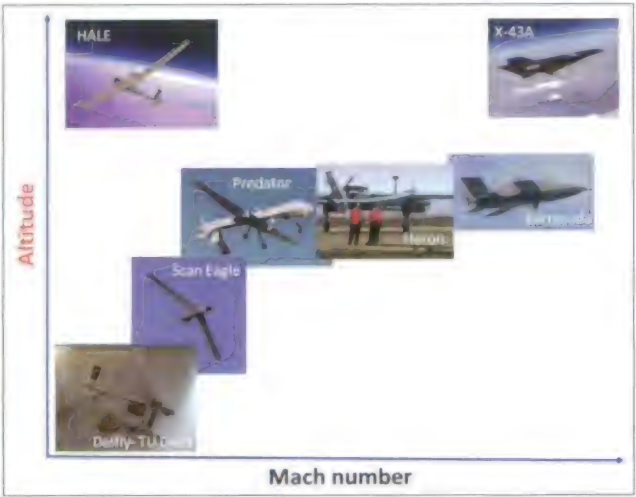 HALE
X-43A
Predator
Heron
Scan Eagle
Delfly- TU Delft
Altitude
Mach number